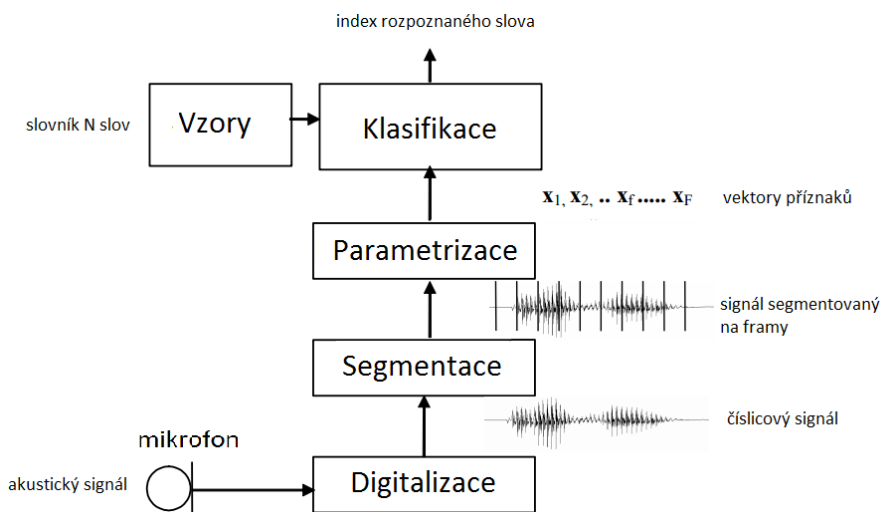 index rozpoznaného slova
slovník N slov
Vzory
Klasifikace
x1, x2, .. xf ..... xF
vektory příznaků
Parametrizace
signál segmentovaný
na framy
Segmentace
číslicový signál
mikrofon
akustický signál
Digitalizace